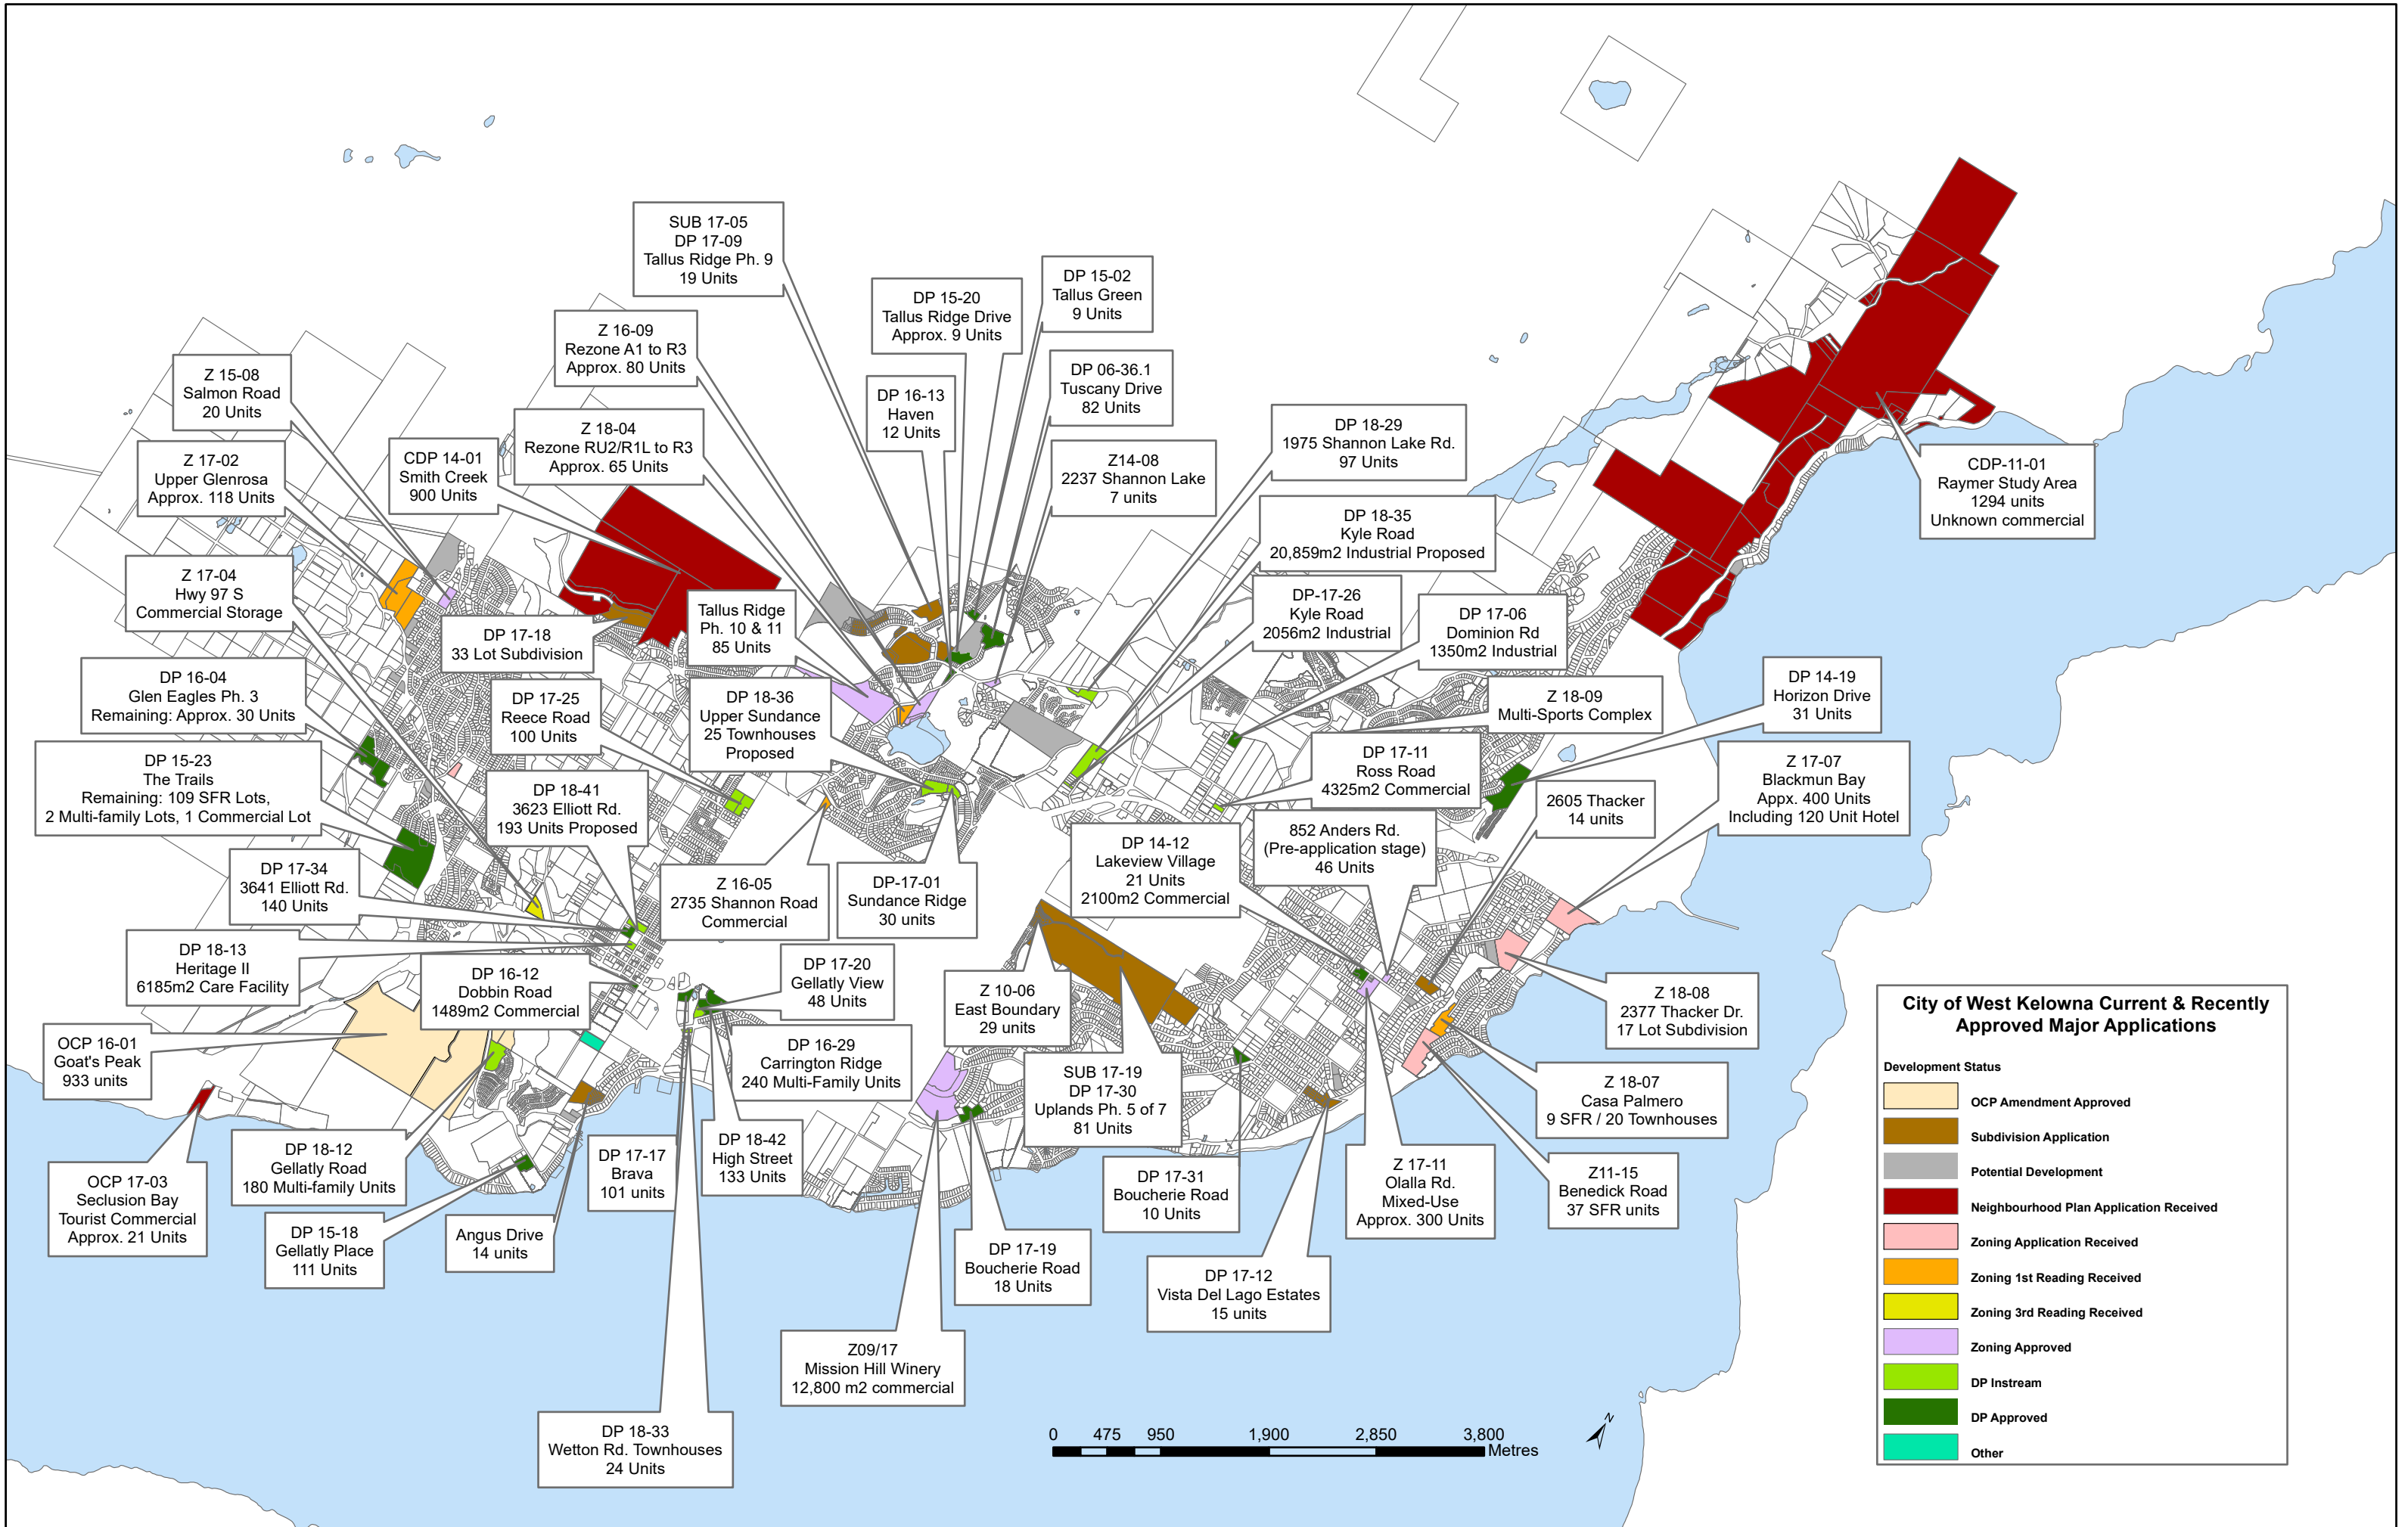 SUB 17-05
DP 17-09
Tallus Ridge Ph. 9
19 Units
DP 15-02
Tallus Green
9 Units
DP 15-20
Tallus Ridge Drive
Approx. 9 Units
Z 16-09
Rezone A1 to R3
Approx. 80 Units
DP 06-36.1
Tuscany Drive
82 Units
Z 15-08
Salmon Road
20 Units
DP 16-13
Haven
12 Units
Z 18-04
Rezone RU2/R1L to R3
Approx. 65 Units
DP 18-29
1975 Shannon Lake Rd.
97 Units
Z 17-02
Upper Glenrosa
Approx. 118 Units
CDP 14-01
Smith Creek
900 Units
Z14-08
2237 Shannon Lake
7 units
CDP-11-01
Raymer Study Area
1294 units
Unknown commercial
DP 18-35
Kyle Road
20,859m2 Industrial Proposed
Z 17-04
Hwy 97 S
Commercial Storage
DP-17-26
Kyle Road
2056m2 Industrial
Tallus Ridge
Ph. 10 & 11
85 Units
DP 17-06
Dominion Rd
1350m2 Industrial
DP 17-18
33 Lot Subdivision
DP 16-04
Glen Eagles Ph. 3
Remaining: Approx. 30 Units
DP 14-19
Horizon Drive
31 Units
DP 17-25
Reece Road
100 Units
DP 18-36
Upper Sundance
25 Townhouses
Proposed
Z 18-09
Multi-Sports Complex
DP 15-23
The Trails
Remaining: 109 SFR Lots,
2 Multi-family Lots, 1 Commercial Lot
DP 17-11
Ross Road
4325m2 Commercial
Z 17-07
Blackmun Bay
Appx. 400 Units
Including 120 Unit Hotel
DP 18-41
3623 Elliott Rd.
193 Units Proposed
2605 Thacker
14 units
852 Anders Rd.
(Pre-application stage)
46 Units
DP 14-12
Lakeview Village
21 Units
2100m2 Commercial
DP 17-34
3641 Elliott Rd.
140 Units
Z 16-05
2735 Shannon Road
Commercial
DP-17-01
Sundance Ridge
30 units
DP 18-13
Heritage II
6185m2 Care Facility
DP 16-12
Dobbin Road
1489m2 Commercial
DP 17-20
Gellatly View
48 Units
Z 10-06
East Boundary
29 units
Z 18-08
2377 Thacker Dr.
17 Lot Subdivision
OCP 16-01
Goat's Peak
933 units
DP 16-29
Carrington Ridge
240 Multi-Family Units
SUB 17-19
DP 17-30
Uplands Ph. 5 of 7
81 Units
Z 18-07
Casa Palmero
9 SFR / 20 Townhouses
DP 18-12
Gellatly Road
180 Multi-family Units
DP 17-17
Brava
101 units
DP 18-42
High Street
133 Units
OCP 17-03
Seclusion Bay
Tourist Commercial
Approx. 21 Units
DP 17-31
Boucherie Road
10 Units
Z 17-11
Olalla Rd.
Mixed-Use
Approx. 300 Units
Z11-15
Benedick Road
37 SFR units
DP 15-18
Gellatly Place
111 Units
Angus Drive
14 units
DP 17-19
Boucherie Road
18 Units
DP 17-12
Vista Del Lago Estates
15 units
Z09/17
Mission Hill Winery
12,800 m2 commercial
DP 18-33
Wetton Rd. Townhouses
24 Units
0 475 950 1,900 2,850 3,800
Metres
N
City of West Kelowna Current & Recently
Approved Major Applications
Development Status
OCP Amendment Approved
Subdivision Application
Potential Development
Neighbourhood Plan Application Received
Zoning Application Received
Zoning 1st Reading Received
Zoning 3rd Reading Received
Zoning Approved
DP Instream
DP Approved
Other